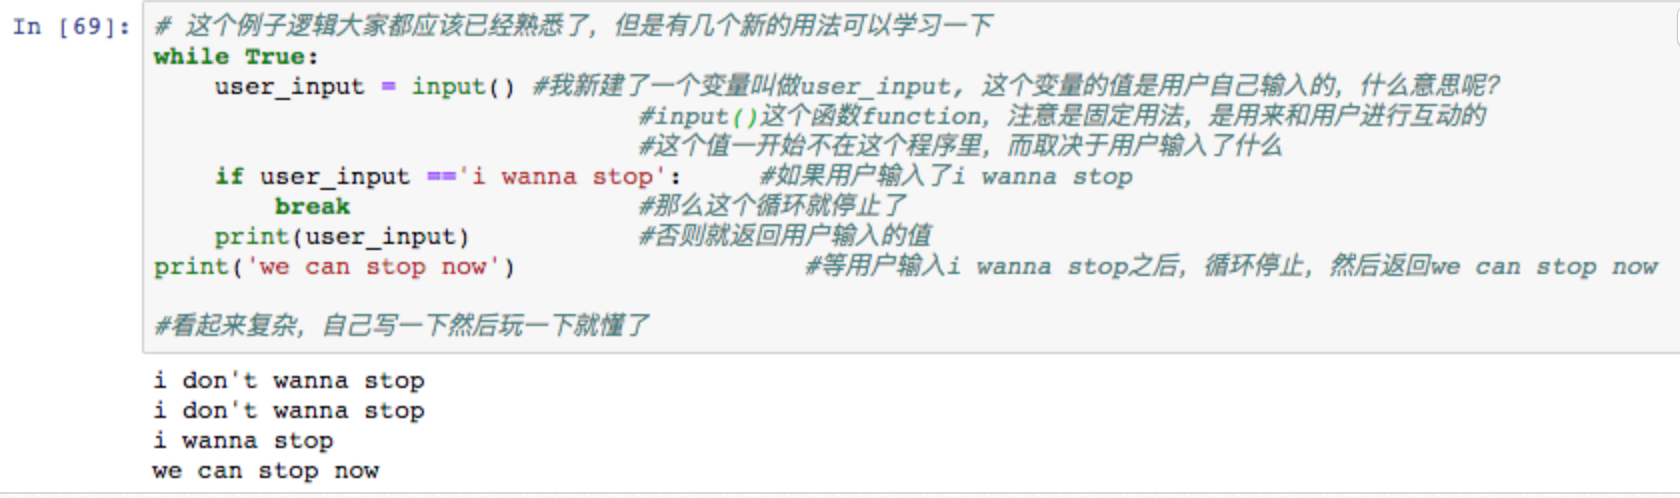 In [69]:
# 这个例子逻辑大家都应该已经熟悉了, 但是有几个新的用法可以学习一下
while True:
    user_input = input() #我新建了一个变量叫做user_input, 这个变量的值是用户自己输入的, 什么意思呢?
                                #input()这个函数function, 注意是固定用法, 是用来和用户进行互动的
                                #这个值一开始不在这个程序里, 而取决于用户输入了什么
    if user_input =='i wanna stop':     #如果用户输入了i wanna stop
        break                   #那么这个循环就停止了
    print(user_input)           #否则就返回用户输入的值
print('we can stop now')                   #等用户输入i wanna stop之后, 循环停止, 然后返回we can stop now
#看起来复杂, 自己写一下然后玩一下就懂了
i don't wanna stop
i don't wanna stop
i wanna stop
we can stop now